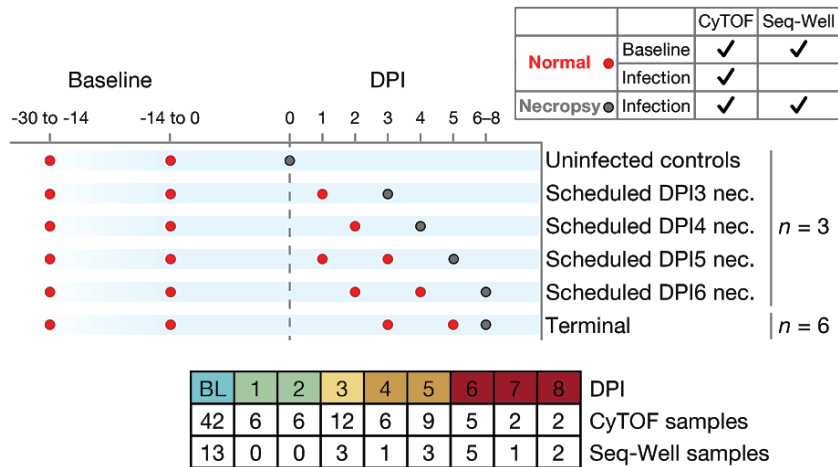 CyTOF Seq-Well
Normal Baseline ✓ ✓
Infection ✓
Necropsy Infection ✓ ✓
Baseline DPI
-30 to -14 -14 to 0 0 1 2 3 4 5 6–8
Uninfected controls
Scheduled DPI3 nec.
Scheduled DPI4 nec.
Scheduled DPI5 nec.
Scheduled DPI6 nec.
n = 3
Terminal n = 6
BL 1 2 3 4 5 6 7 8 DPI
42 6 6 12 6 9 5 2 2 CyTOF samples
13 0 0 3 1 3 5 1 2 Seq-Well samples